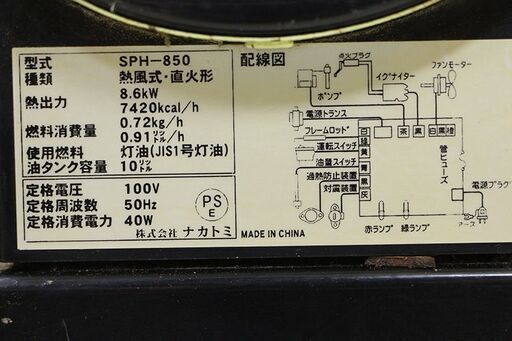 型式 SPH-850
種類 熱風式・直火形
熱出力 8.6kW
7420kcal/h
燃料消費量 0.72kg/h
0.91㍑/h
使用燃料 灯油(JIS1号灯油)
油タンク容量 10㍑
定格電圧 100V
定格周波数 50Hz
定格消費電力 40W
PS
E
株式会社 ナカトミ
MADE IN CHINA
配線図
点火プラグ
ポンプ
イグナイター
ファンモーター
電源トランス
フレームロッド
運転スイッチ
油量スイッチ
過熱防止装置
対震装置
茶 黒 白 黒 橙
白
緑
黄
青
黒
灰
管ヒューズ
電源プラグ
アース
赤ランプ 緑ランプ